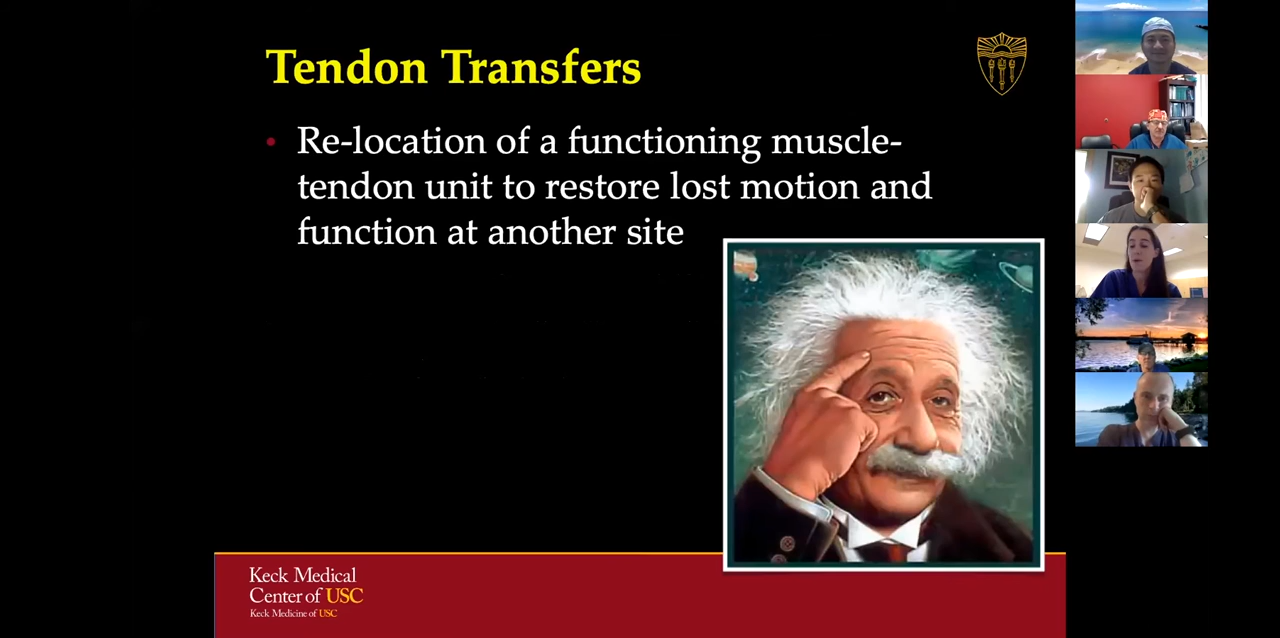 Tendon Transfers
• Re-location of a functioning muscle-
tendon unit to restore lost motion and
function at another site
Keck Medical
Center of USC
Keck Medicine of USC